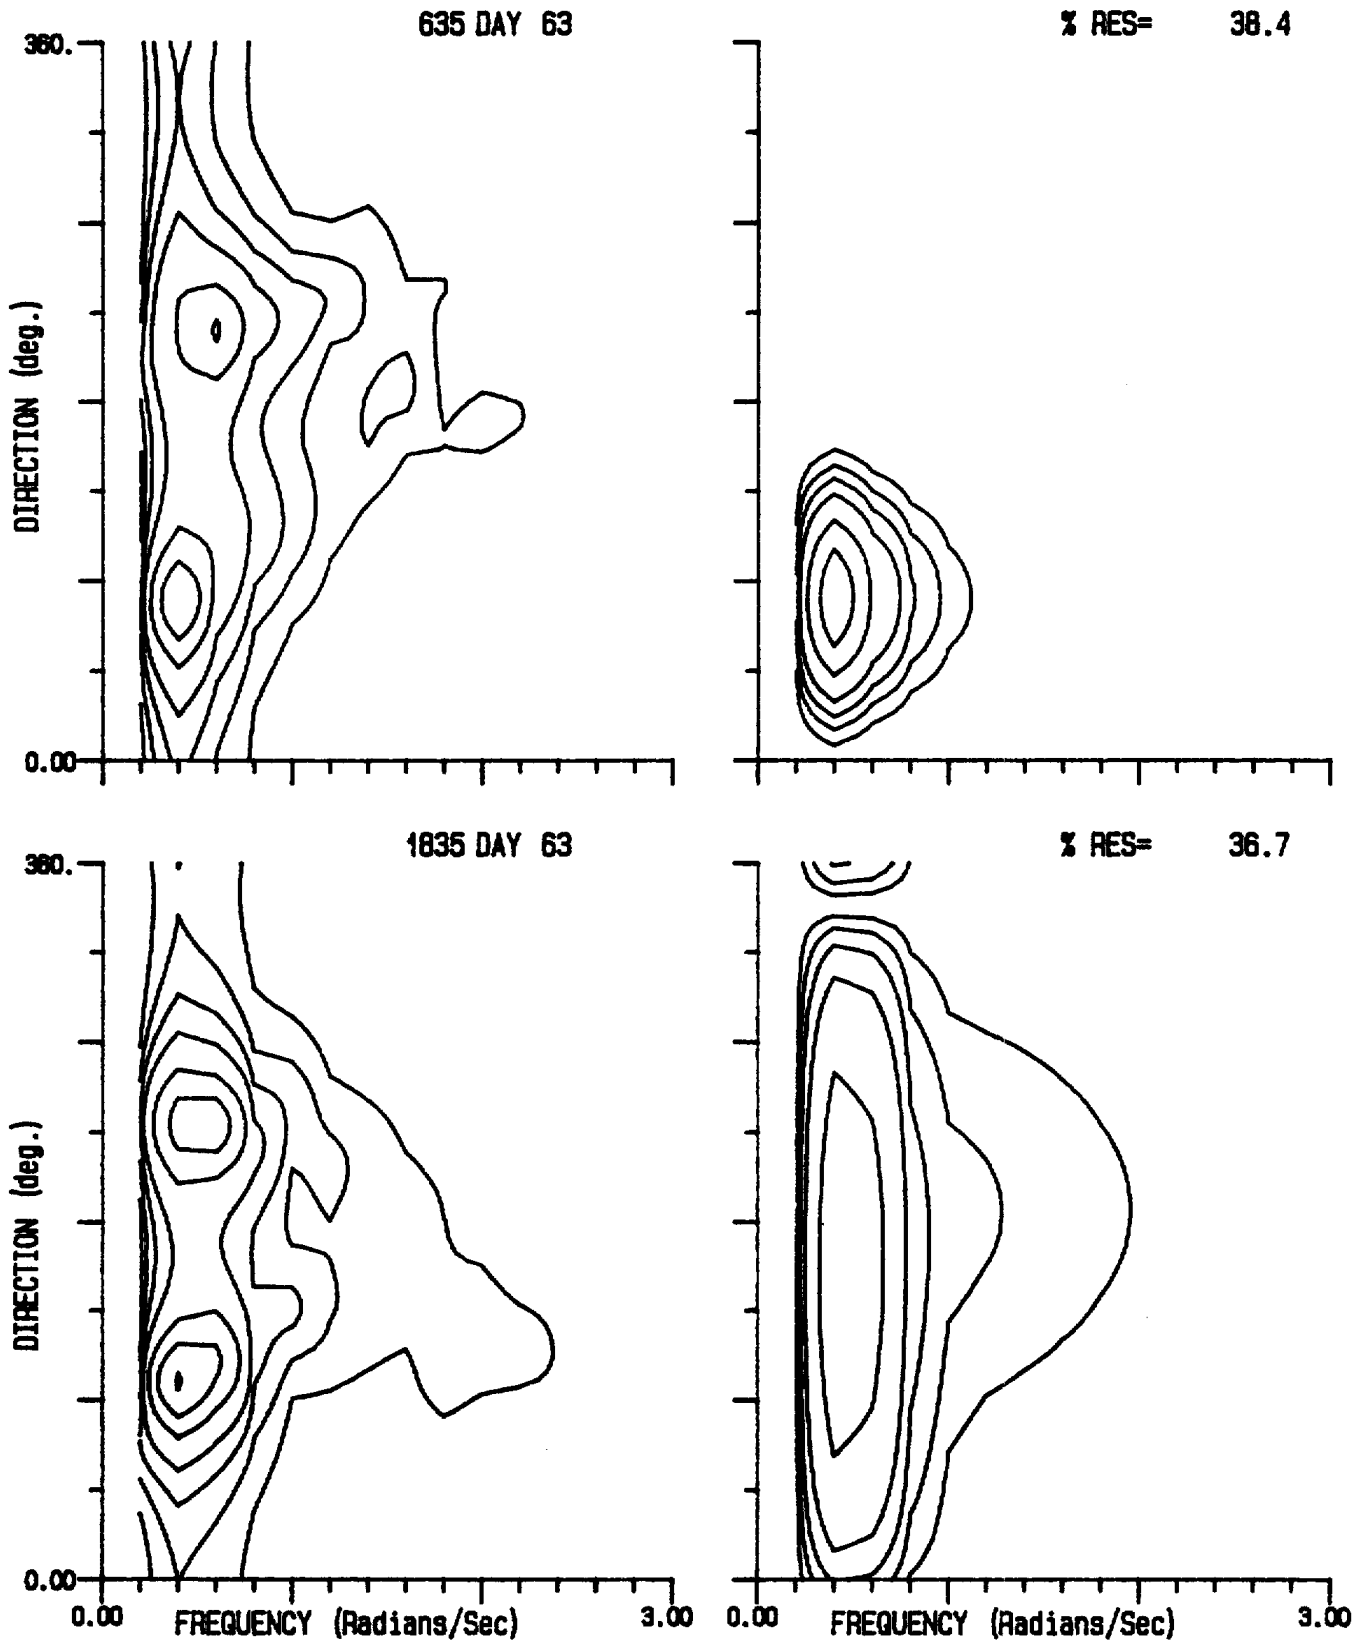 635 DAY 63
% RES= 38.4
360.
DIRECTION (deg.)
0.00
1835 DAY 63
% RES= 36.7
360.
DIRECTION (deg.)
0.00
0.00 FREQUENCY (Radians/Sec) 3.00
0.00 FREQUENCY (Radians/Sec) 3.00